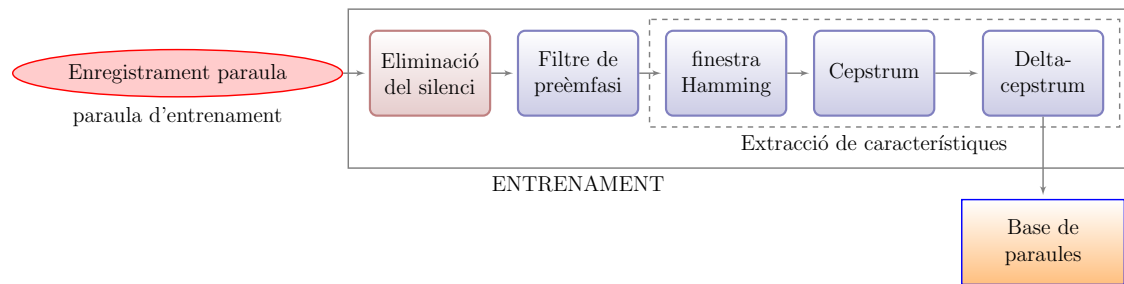 Enregistrament paraula
paraula d'entrenament
Eliminació
del silenci
Filtre de
preèmfasi
finestra
Hamming
Cepstrum
Delta-
cepstrum
Extracció de característiques
ENTRENAMENT
Base de
paraules